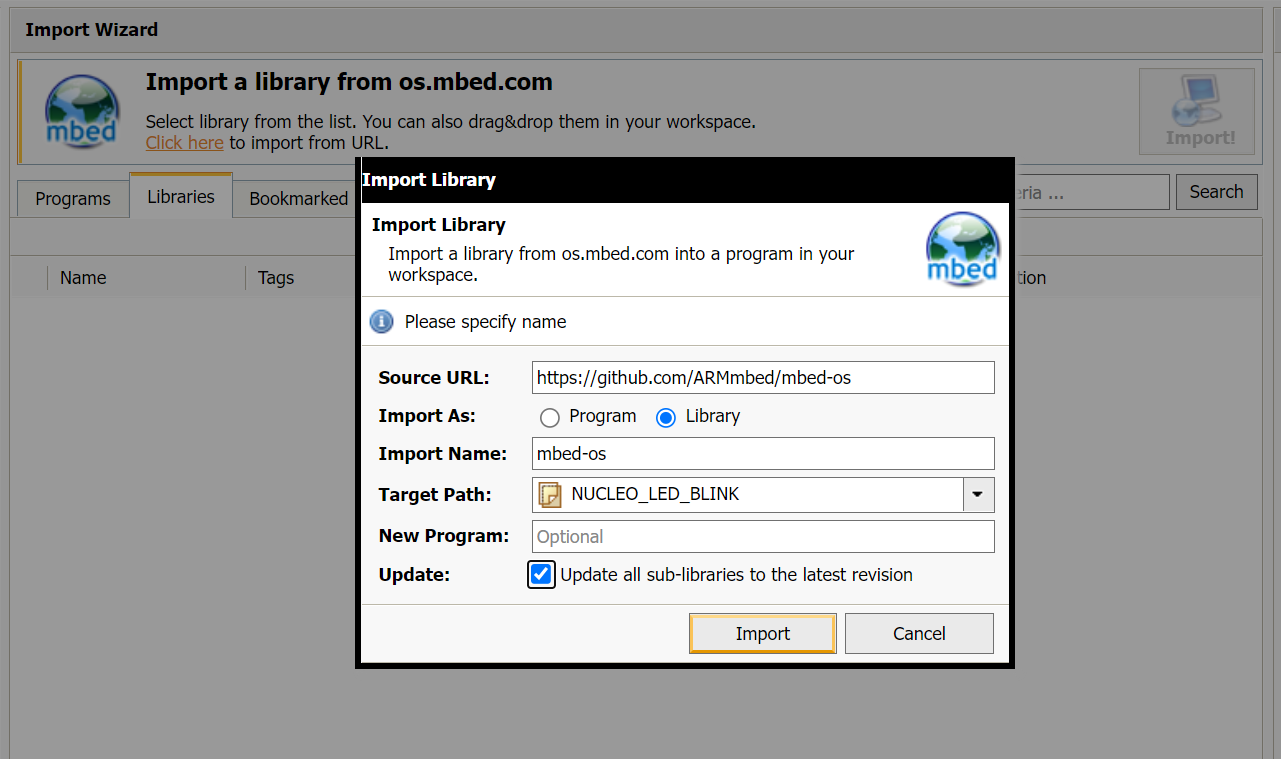 Import Wizard
Import a library from os.mbed.com
Select library from the list. You can also drag&drop them in your workspace.
Click here to import from URL.
mbed
Import!
Programs
Libraries
Bookmarked
Search
Name
Tags
Import Library
Import Library
Import a library from os.mbed.com into a program in your
workspace.
mbed
Please specify name
Source URL: https://github.com/ARMmbed/mbed-os
Import As: Program Library
Import Name: mbed-os
Target Path: NUCLEO_LED_BLINK
New Program: Optional
Update: Update all sub-libraries to the latest revision
Import Cancel